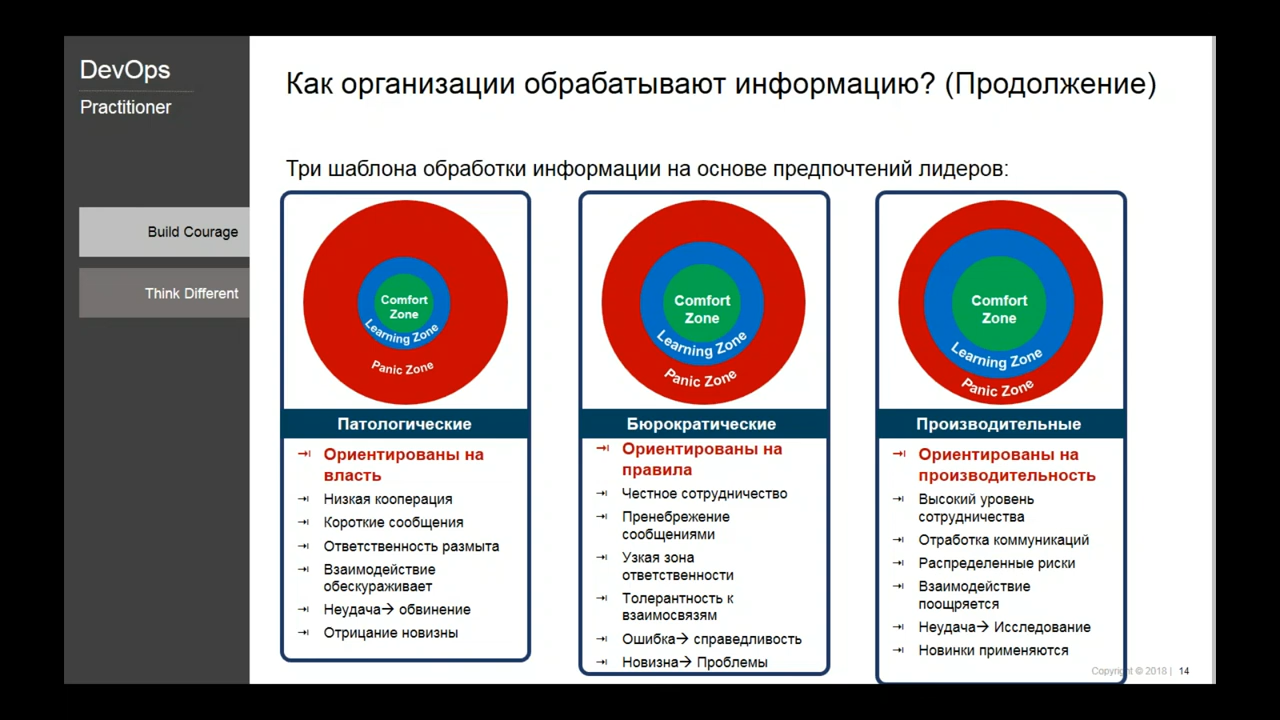 DevOps
Practitioner
Build Courage
Think Different
Как организации обрабатывают информацию? (Продолжение)
Три шаблона обработки информации на основе предпочтений лидеров:
Comfort
Zone
Learning Zone
Panic Zone
Патологические
Ориентированы на
власть
Низкая кооперация
Короткие сообщения
Ответственность размыта
Взаимодействие
обескураживает
Неудача→ обвинение
Отрицание новизны
Comfort
Zone
Learning Zone
Panic Zone
Бюрократические
Ориентированы на
правила
Честное сотрудничество
Пренебрежение
сообщениями
Узкая зона
ответственности
Толерантность к
взаимосвязям
Ошибка→ справедливость
Новизна→ Проблемы
Comfort
Zone
Learning Zone
Panic Zone
Производительные
Ориентированы на
производительность
Высокий уровень
сотрудничества
Отработка коммуникаций
Распределенные риски
Взаимодействие
поощряется
Неудача→ Исследование
Новинки применяются
Copyright © 2018 | 14